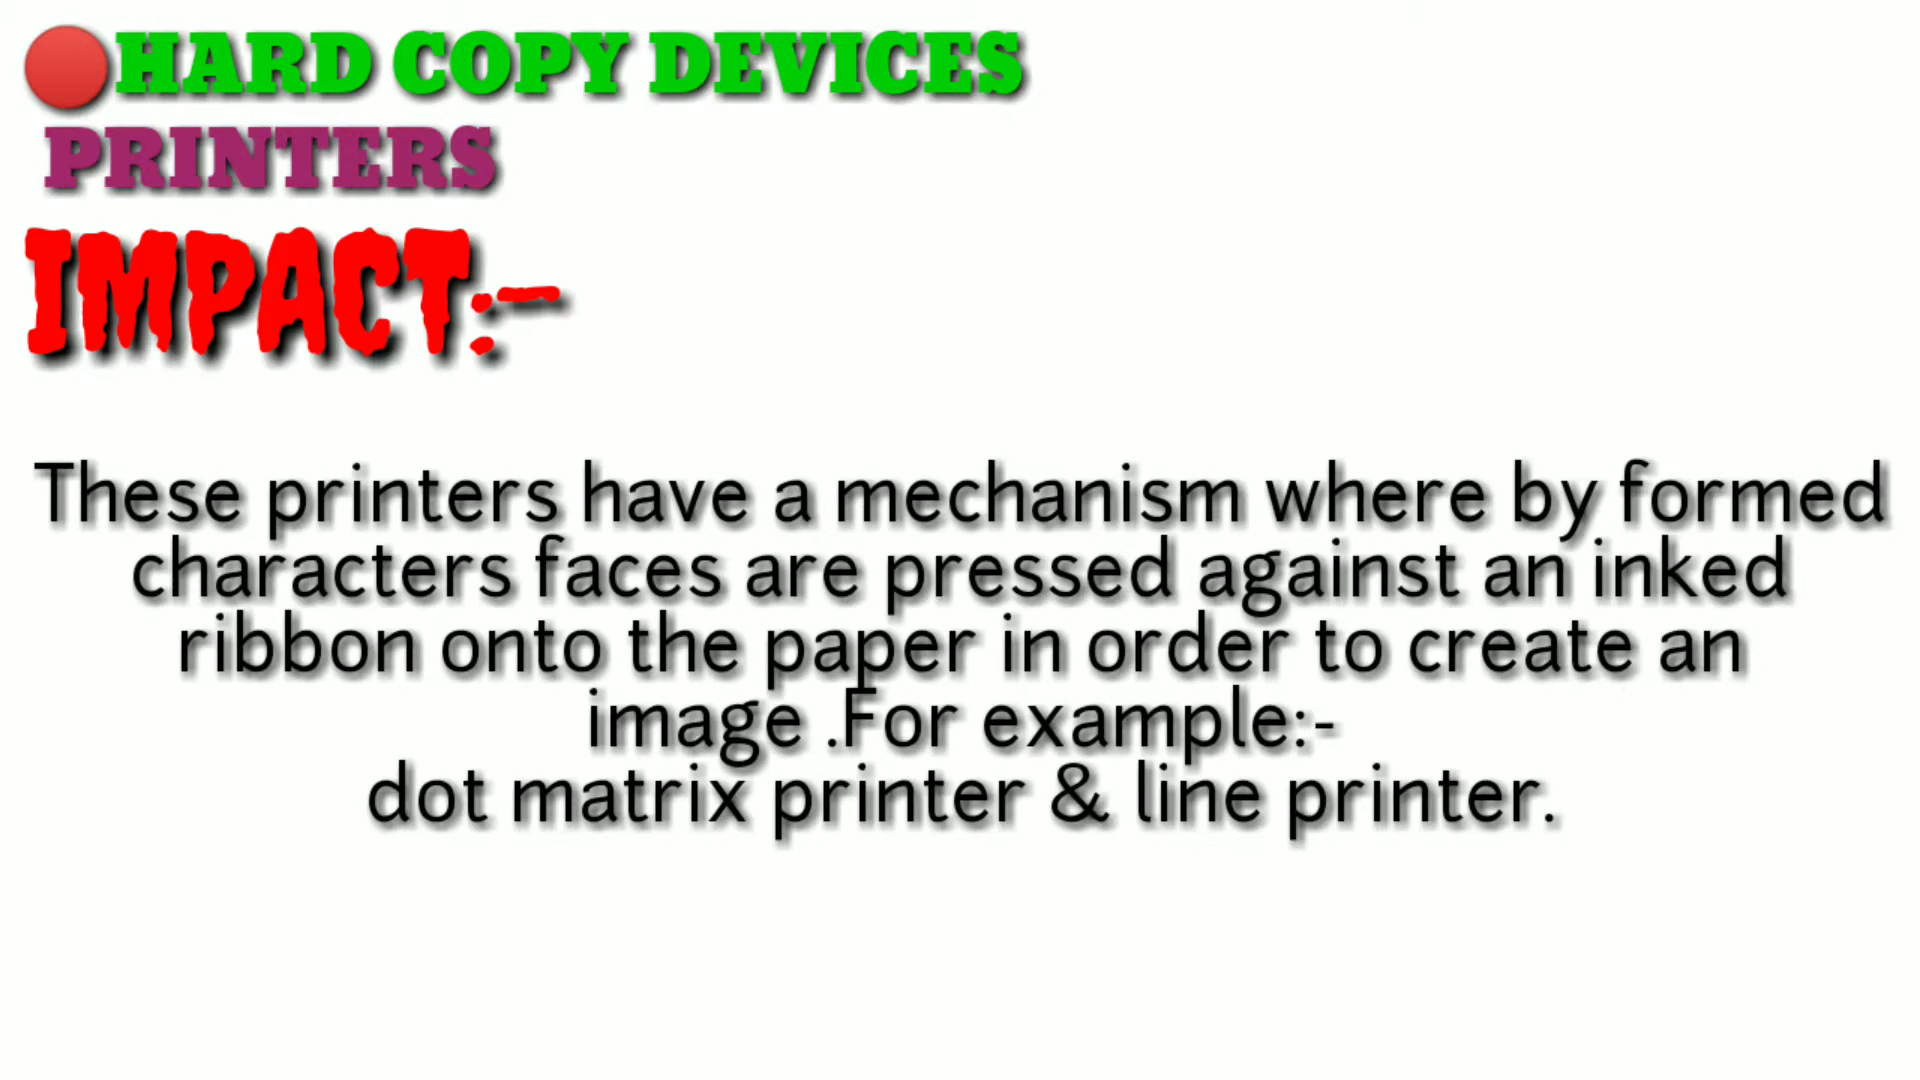 HARD COPY DEVICES
PRINTERS
IMPACT:-
These printers have a mechanism where by formed
characters faces are pressed against an inked
ribbon onto the paper in order to create an
image .For example:-
dot matrix printer & line printer.